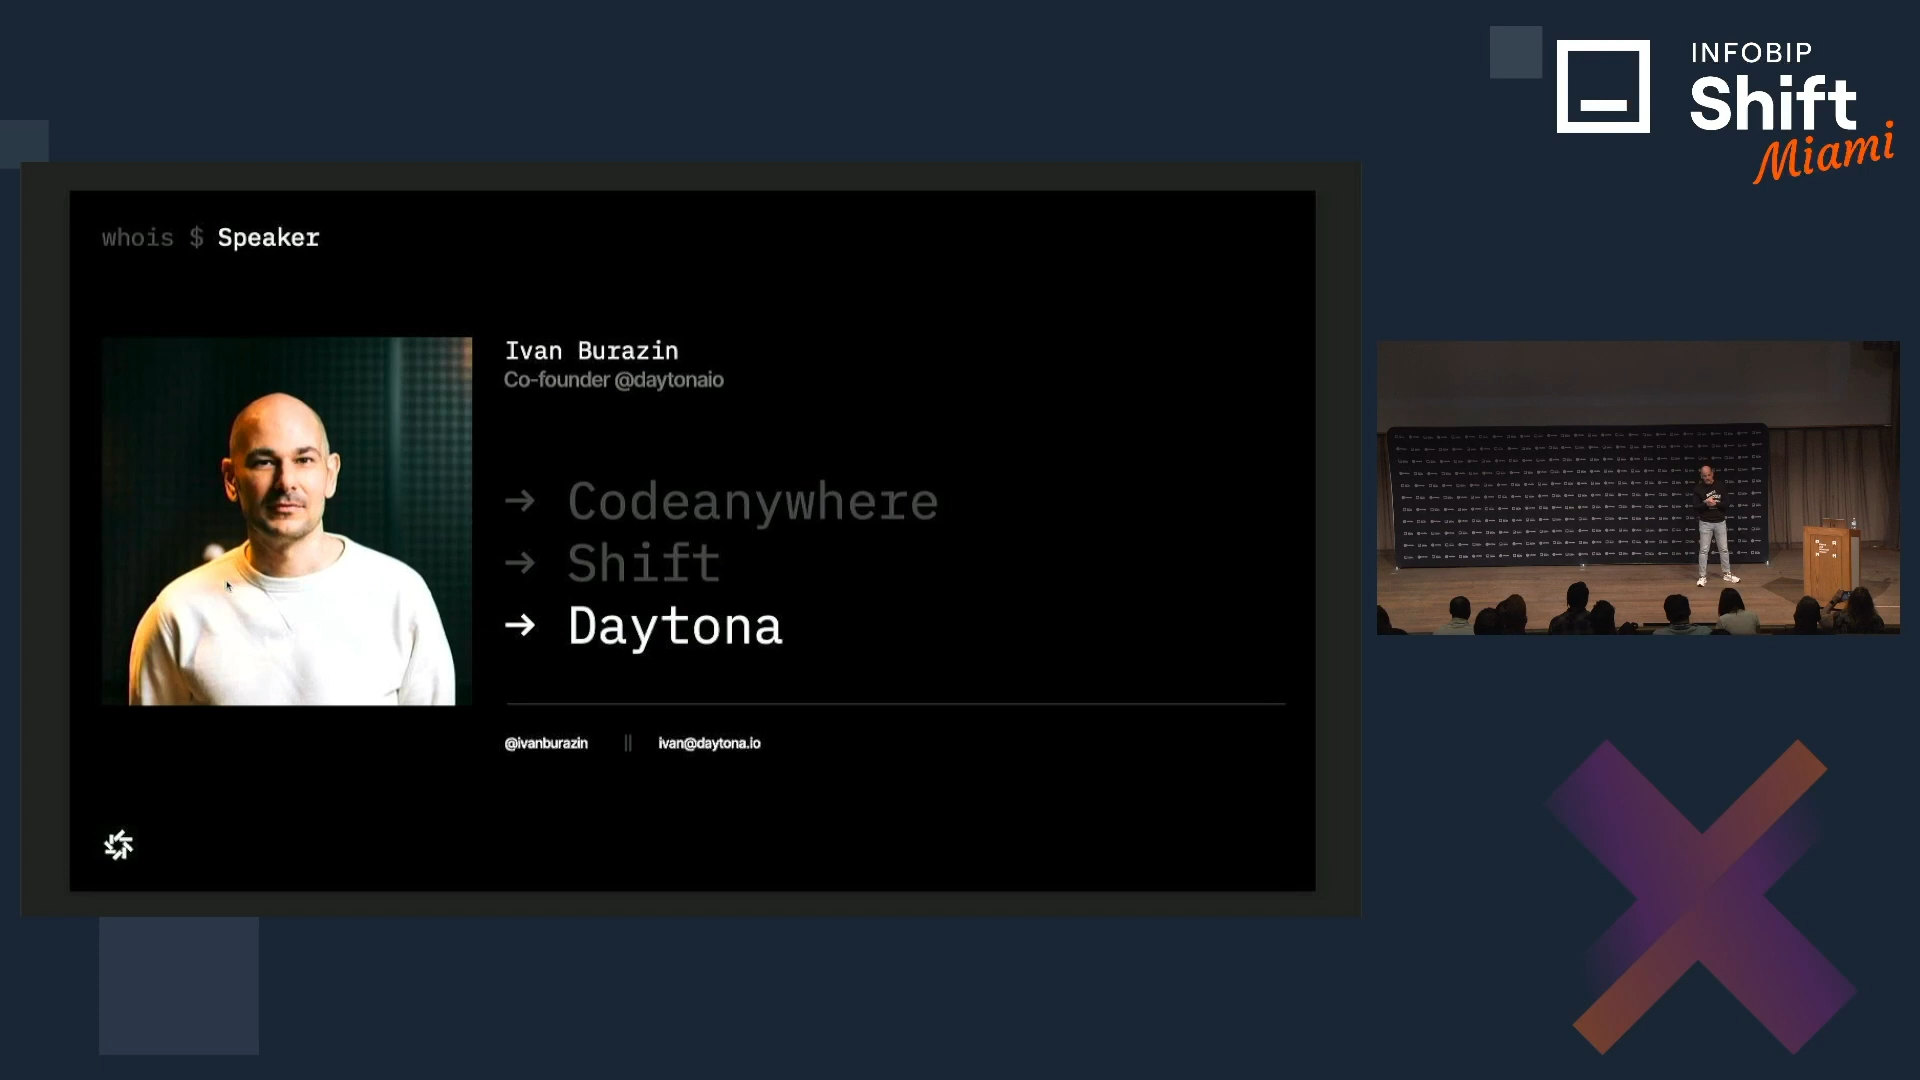 INFOBIP
Shift
Miami
whois $ Speaker
Ivan Burazin
Co-founder @daytonaio
→ Codeanywhere
→ Shift
→ Daytona
@ivanburazin || ivan@daytona.io